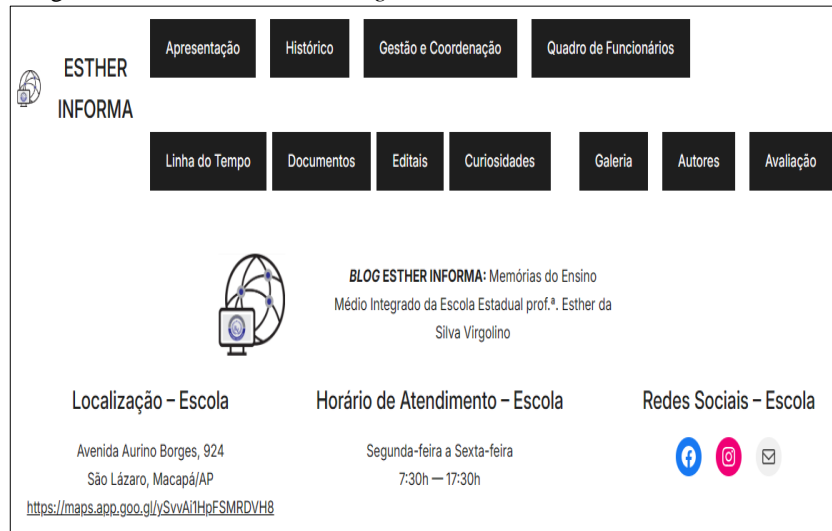 ESTHER
INFORMA
Apresentação Histórico Gestão e Coordenação Quadro de Funcionários
Linha do Tempo Documentos Editais Curiosidades Galeria Autores Avaliação
BLOG ESTHER INFORMA: Memórias do Ensino
Médio Integrado da Escola Estadual prof.ª. Esther da
Silva Virgolino
Localização – Escola
Avenida Aurino Borges, 924
São Lázaro, Macapá/AP
https://maps.app.goo.gl/ySvvAi1HpFSMRDVH8
Horário de Atendimento – Escola
Segunda-feira a Sexta-feira
7:30h — 17:30h
Redes Sociais – Escola